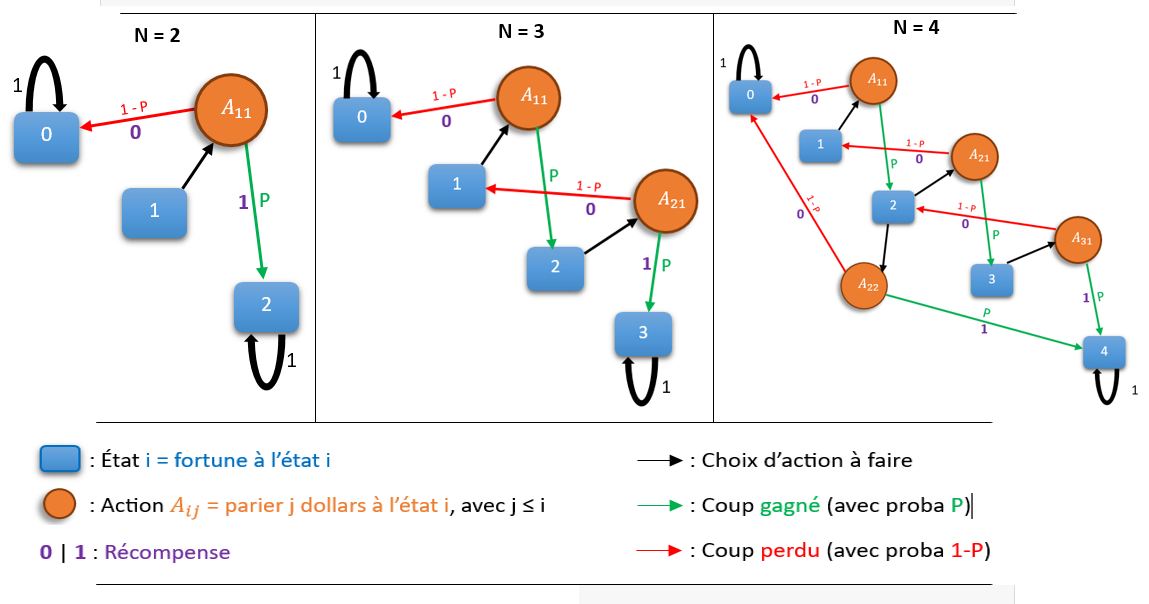 N = 2
1
0
1 - P
0
A11
1
1 P
2
1
N = 3
1
0
1 - P
0
A11
1
P
1 - P
0
A21
2
1 P
3
1
N = 4
1
0
1 - P
0
A11
1
1 - P
0
A21
P
2
1 - P
0
A31
1 - P
0
P
3
A22
1 P
P
1
4
1
: État i = fortune à l'état i
: Action Aij = parier j dollars à l'état i, avec j ≤ i
0 | 1 : Récompense
: Choix d'action à faire
: Coup gagné (avec proba P)
: Coup perdu (avec proba 1-P)